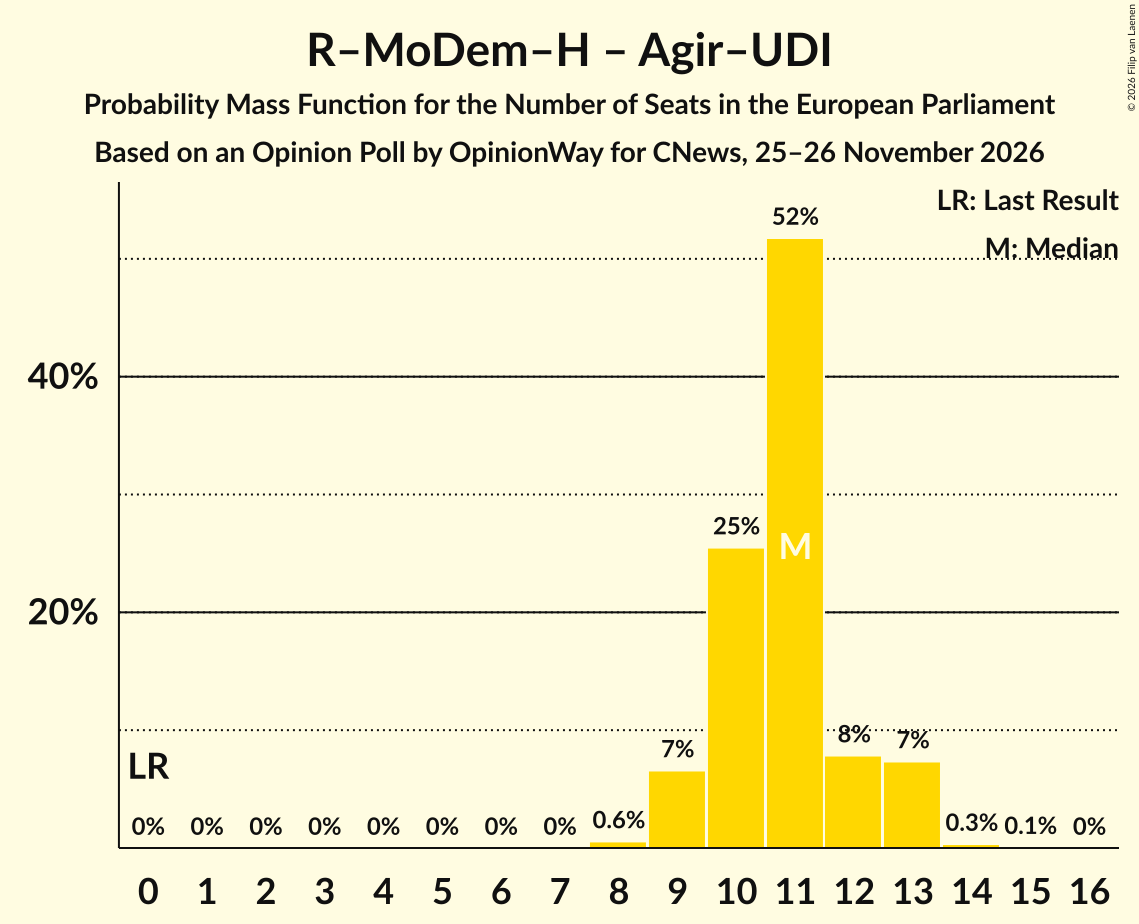 R–MoDem–H – Agir–UDI
Probability Mass Function for the Number of Seats in the European Parliament
Based on an Opinion Poll by OpinionWay for CNews, 25–26 November 2026
© 2026 Filip van Laenen
LR: Last Result
M: Median
52%
40%
25%
M
20%
8%
7%
7%
LR
0% 0% 0% 0% 0% 0% 0% 0% 0.6% 0.3% 0.1% 0%
0 1 2 3 4 5 6 7 8 9 10 11 12 13 14 15 16